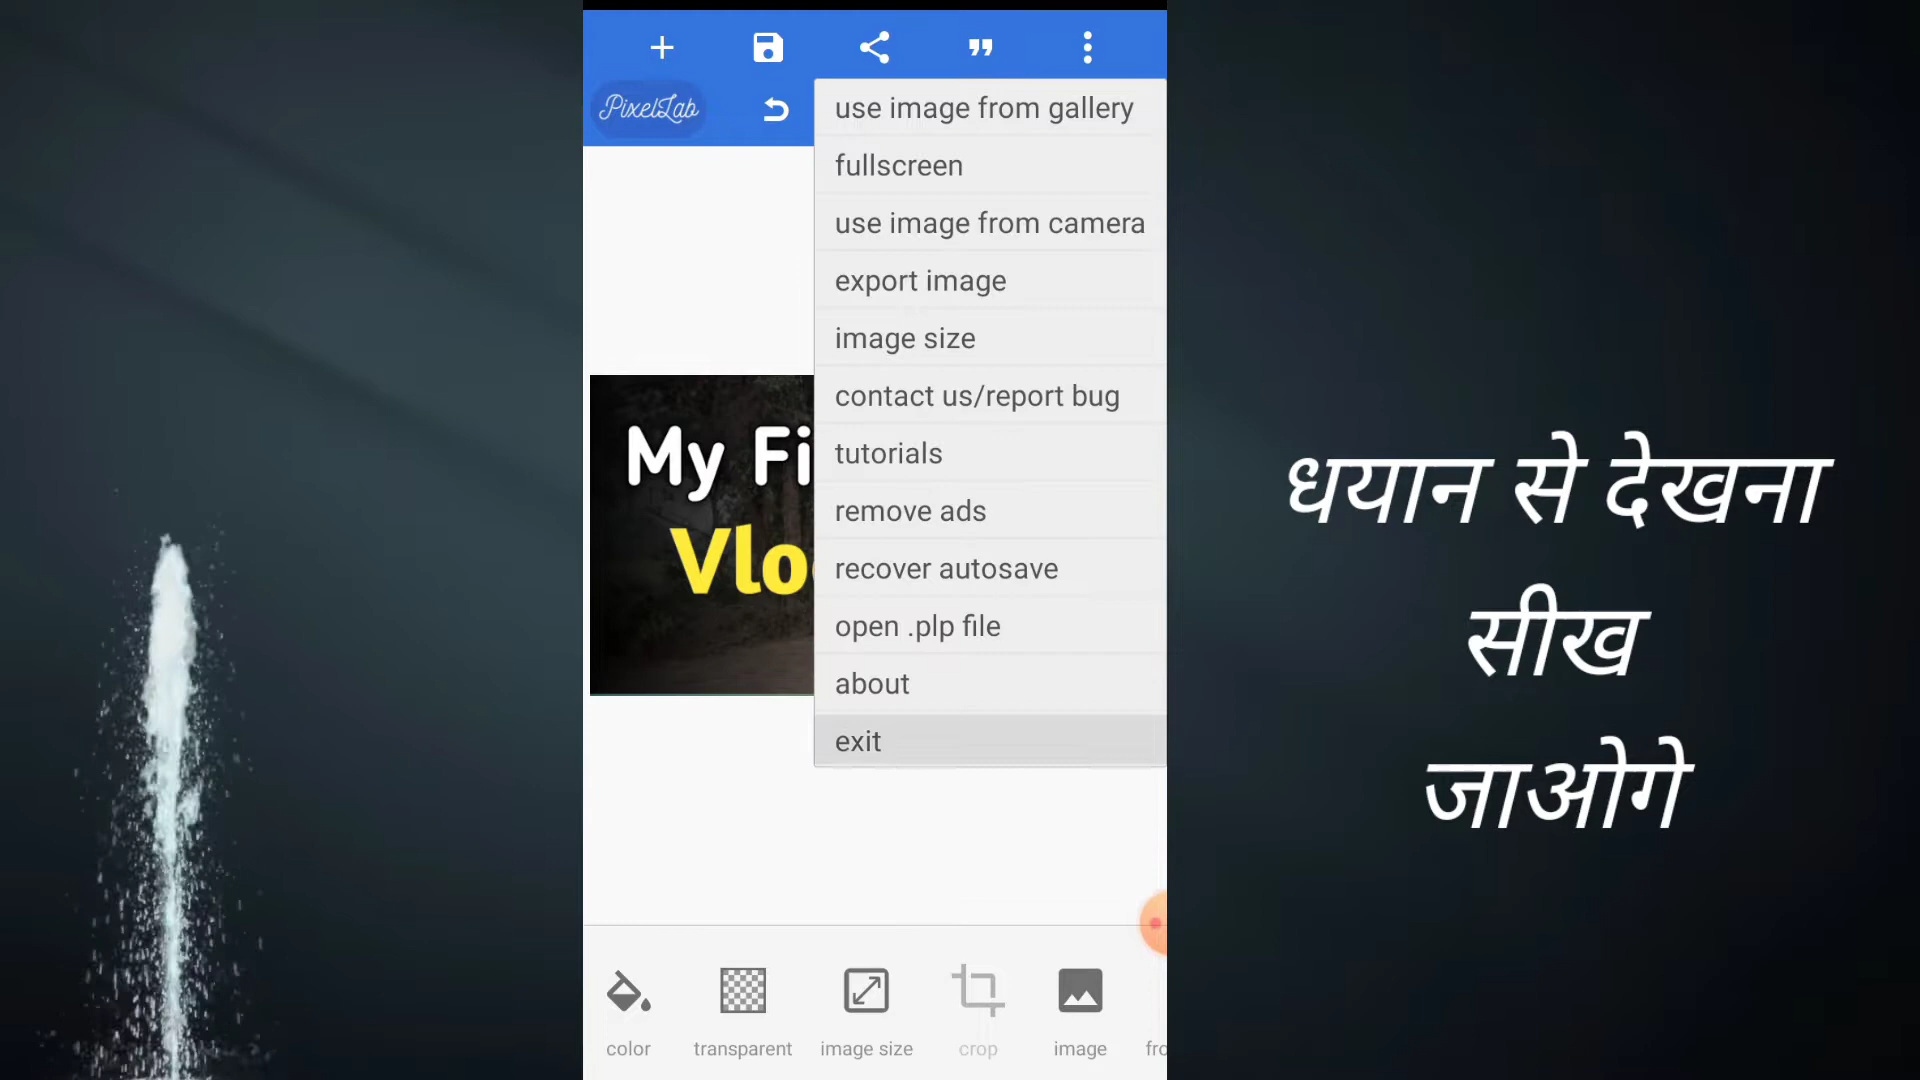 PixelLab
use image from gallery
fullscreen
use image from camera
export image
image size
contact us/report bug
tutorials
remove ads
recover autosave
open .plp file
about
exit
My Fi
Vlo
color
transparent
image size
crop
image
fro
धयान से देखना
सीख
जाओगे